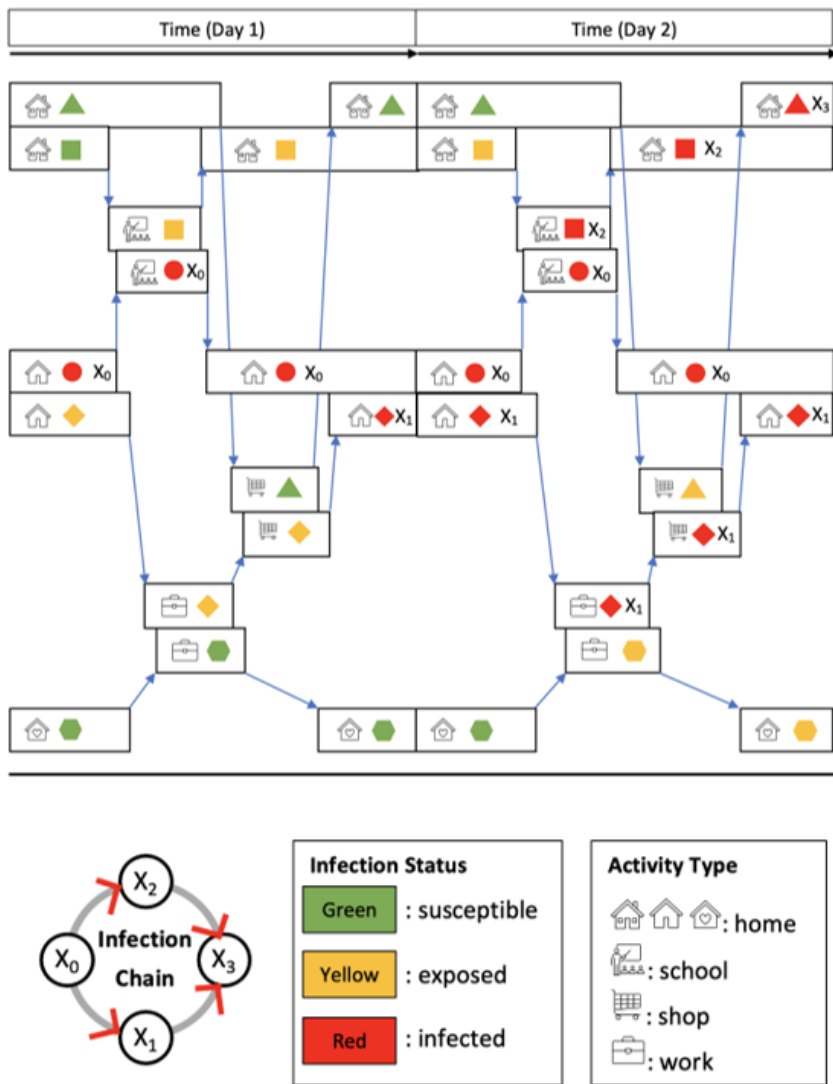 Time (Day 1) Time (Day 2)
X₃
X₂
X₂
X₀ X₀
X₀ X₀ X₀ X₀
X₁ X₁ X₁
X₁
X₁
Infection Status
Green : susceptible
Yellow : exposed
Red : infected
Activity Type
: home
: school
: shop
: work
X₂
X₀ Infection Chain X₃
X₁